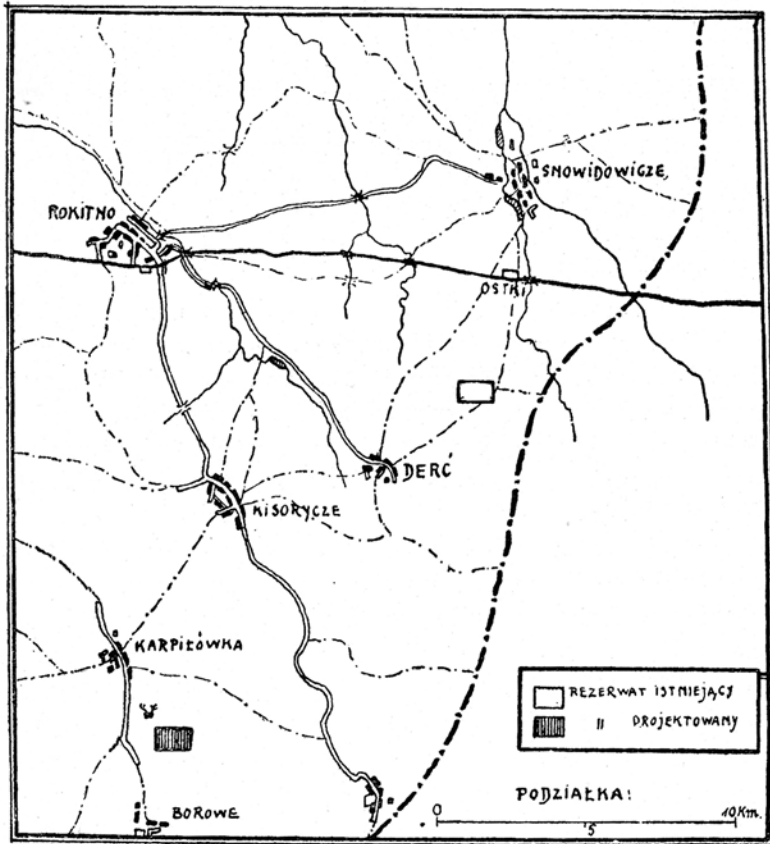 SNOWIDOWICZE
ROKITNO
OSTKI
DERĆ
KISORYCZE
KARPIŁÓWKA
REZERWAT ISTNIEJĄCY
" PROJEKTOWANY
PODZIAŁKA:
0 10 Km.
5
BOROWE